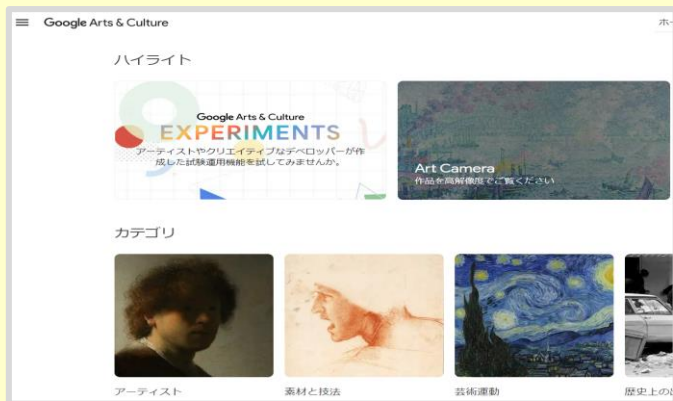 Google Arts & Culture
ホー
ハイライト
Google Arts & Culture
EXPERIMENTS
アーティストやクリエイティブなデベロッパーが作
成した試験運用機能を試してみませんか。
Art Camera
作品を高解像度でご覧ください
カテゴリ
アーティスト
素材と技法
芸術運動
歴史上の